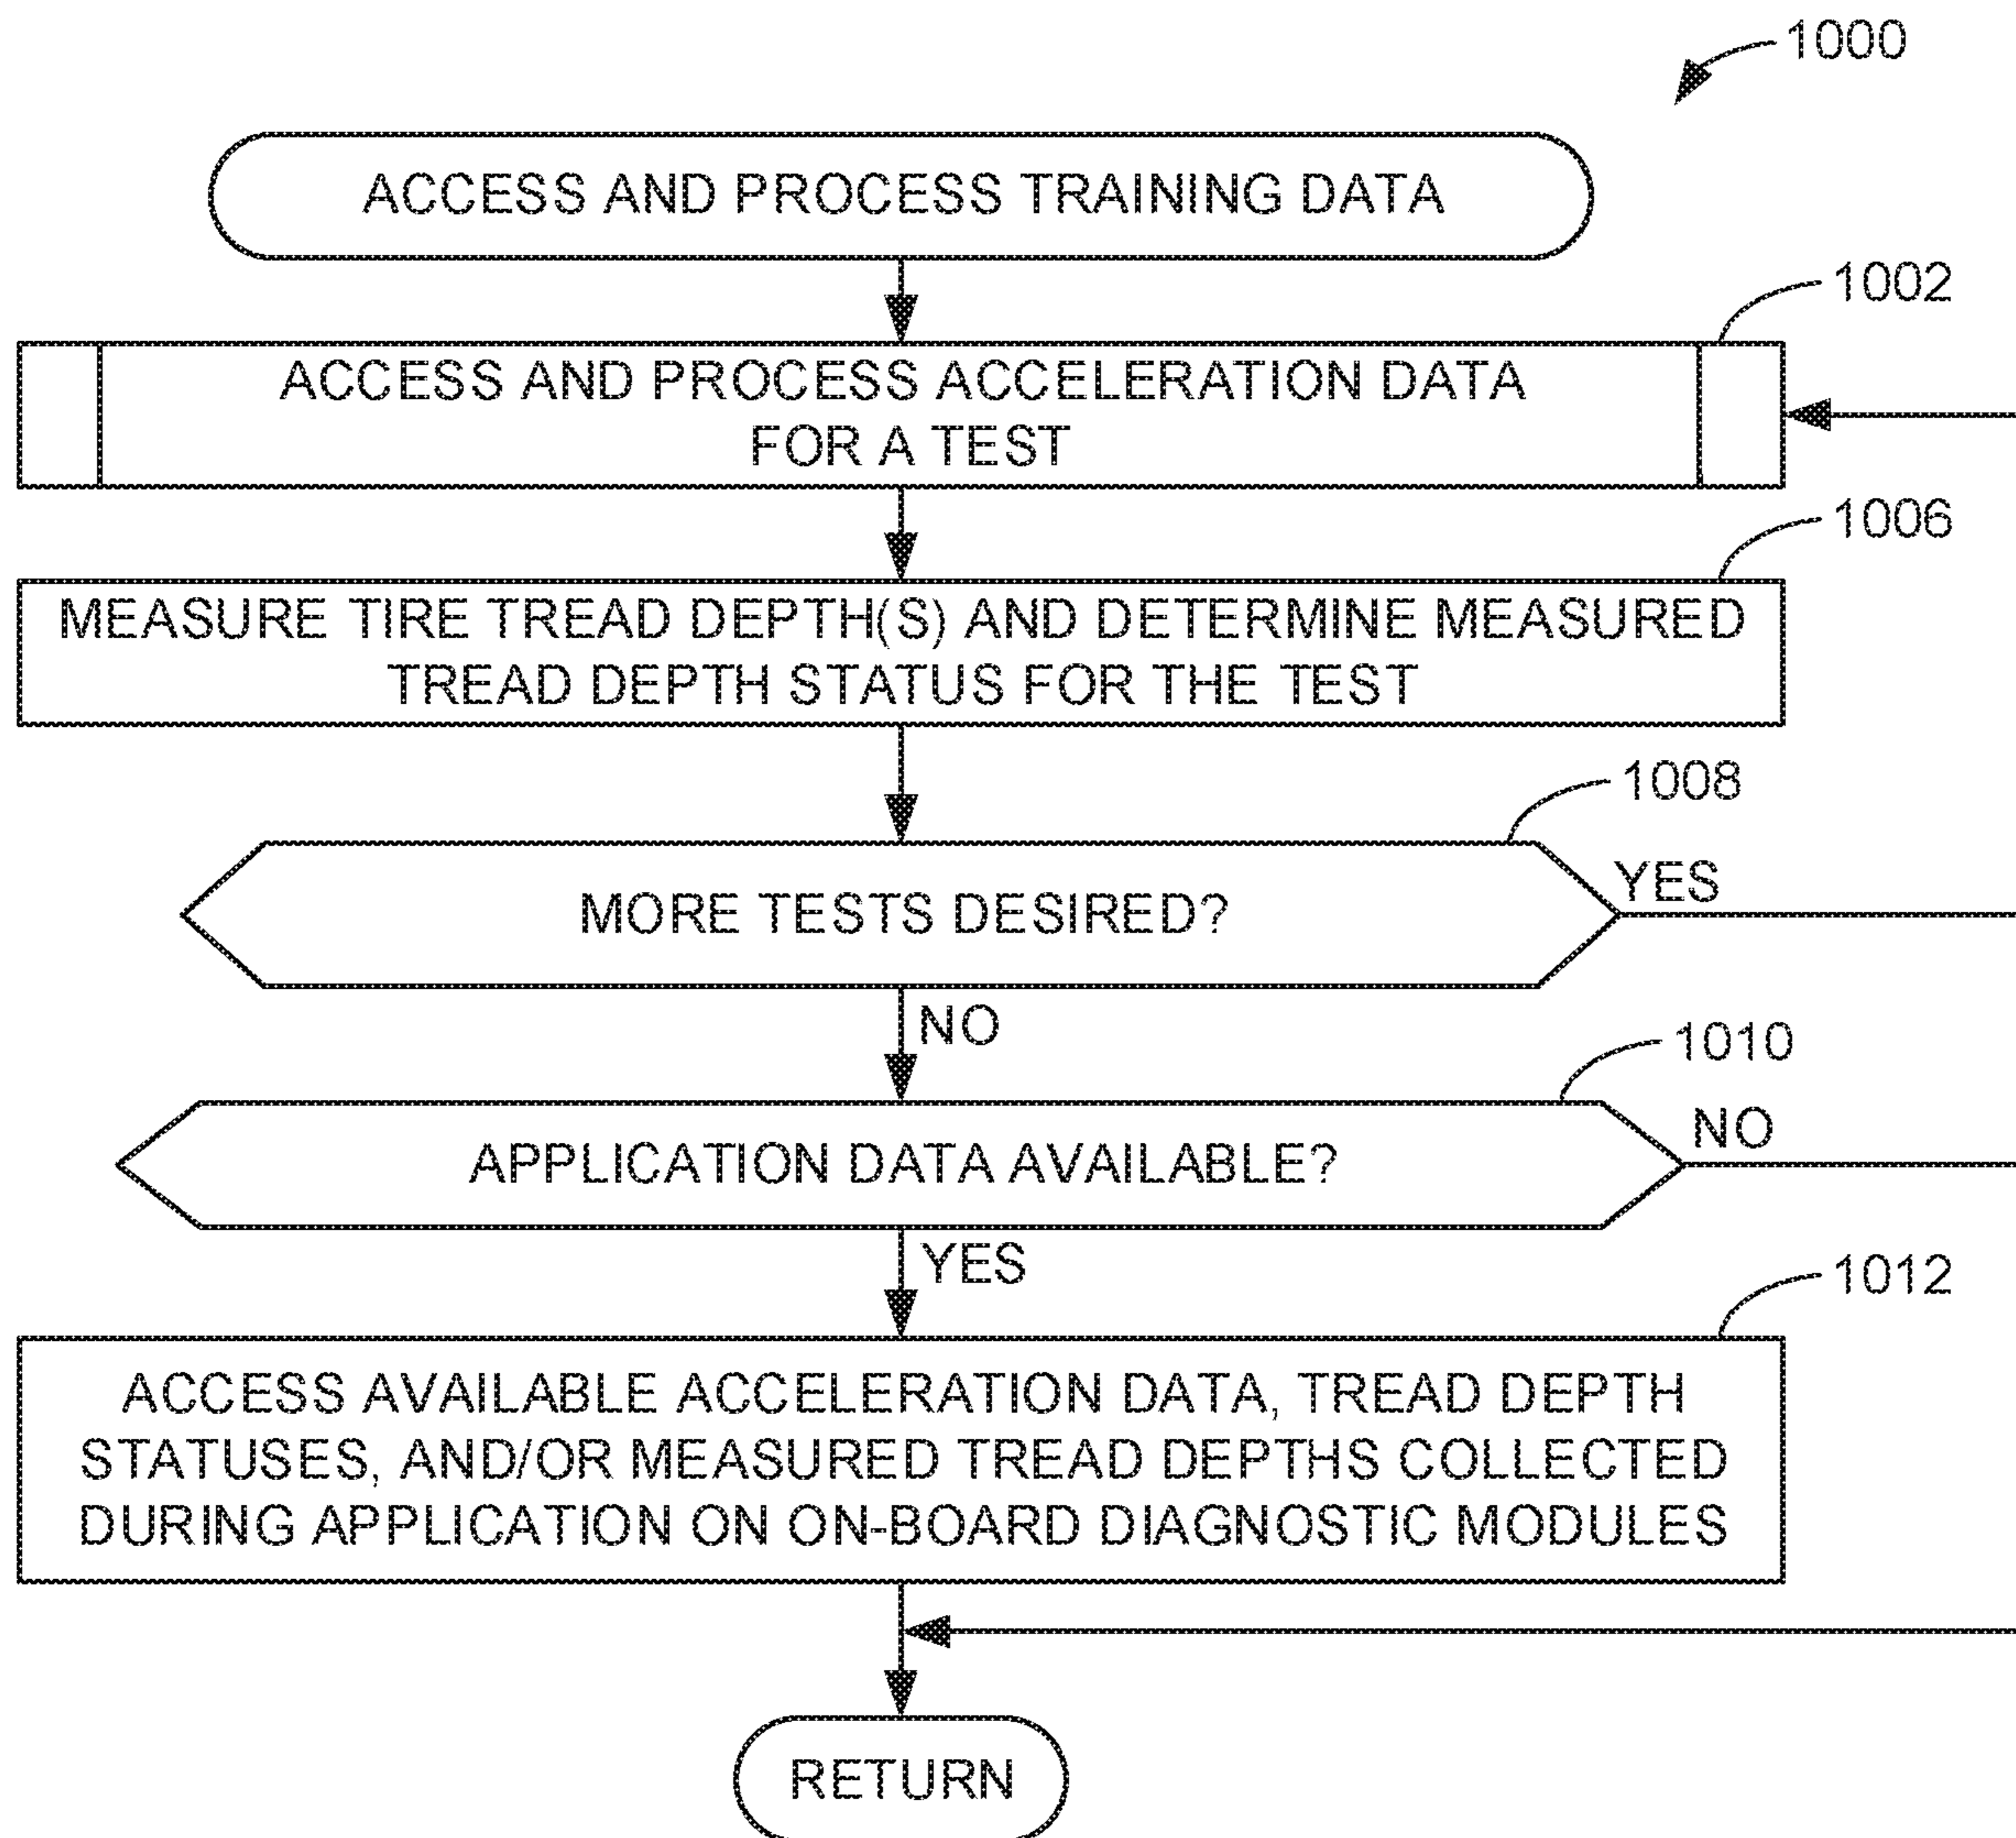 1000
ACCESS AND PROCESS TRAINING DATA
1002
ACCESS AND PROCESS ACCELERATION DATA
FOR A TEST
1006
MEASURE TIRE TREAD DEPTH(S) AND DETERMINE MEASURED
TREAD DEPTH STATUS FOR THE TEST
1008
MORE TESTS DESIRED?
YES
NO
1010
APPLICATION DATA AVAILABLE?
NO
YES
1012
ACCESS AVAILABLE ACCELERATION DATA, TREAD DEPTH
STATUSES, AND/OR MEASURED TREAD DEPTHS COLLECTED
DURING APPLICATION ON ON-BOARD DIAGNOSTIC MODULES
RETURN